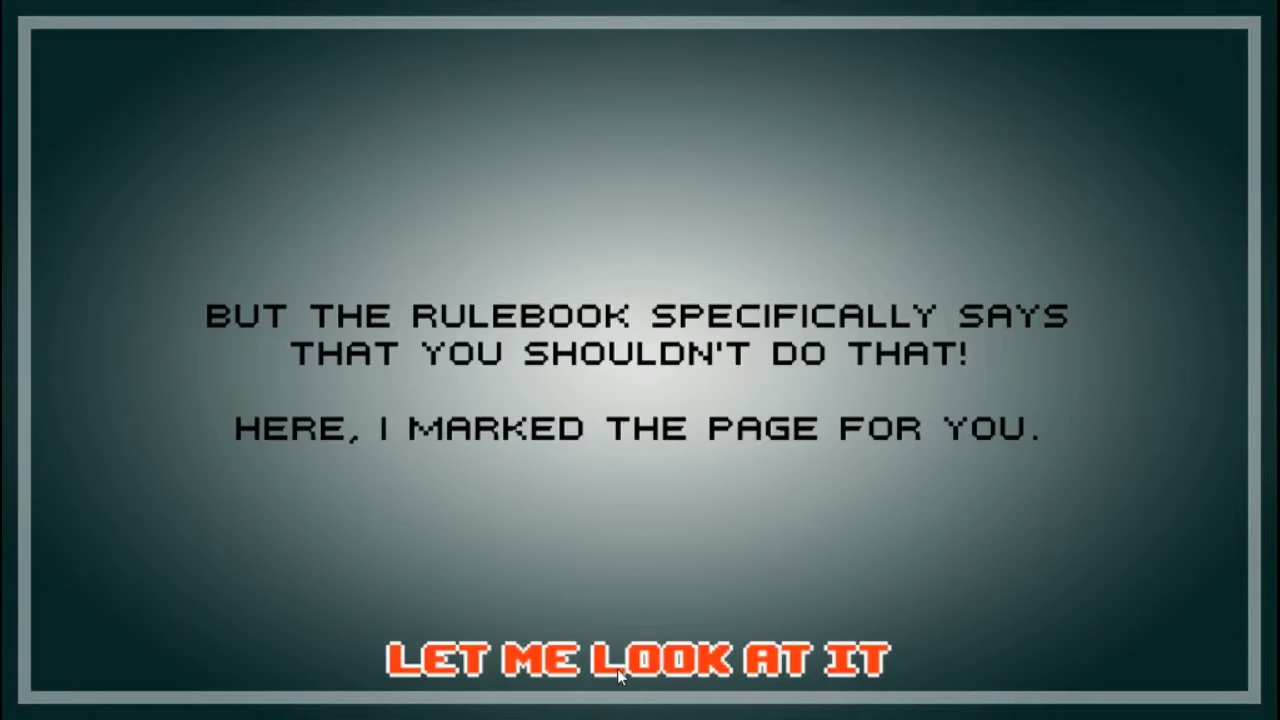 BUT THE RULEBOOK SPECIFICALLY SAYS
THAT YOU SHOULDN'T DO THAT!
HERE, I MARKED THE PAGE FOR YOU.
LET ME LOOK AT IT